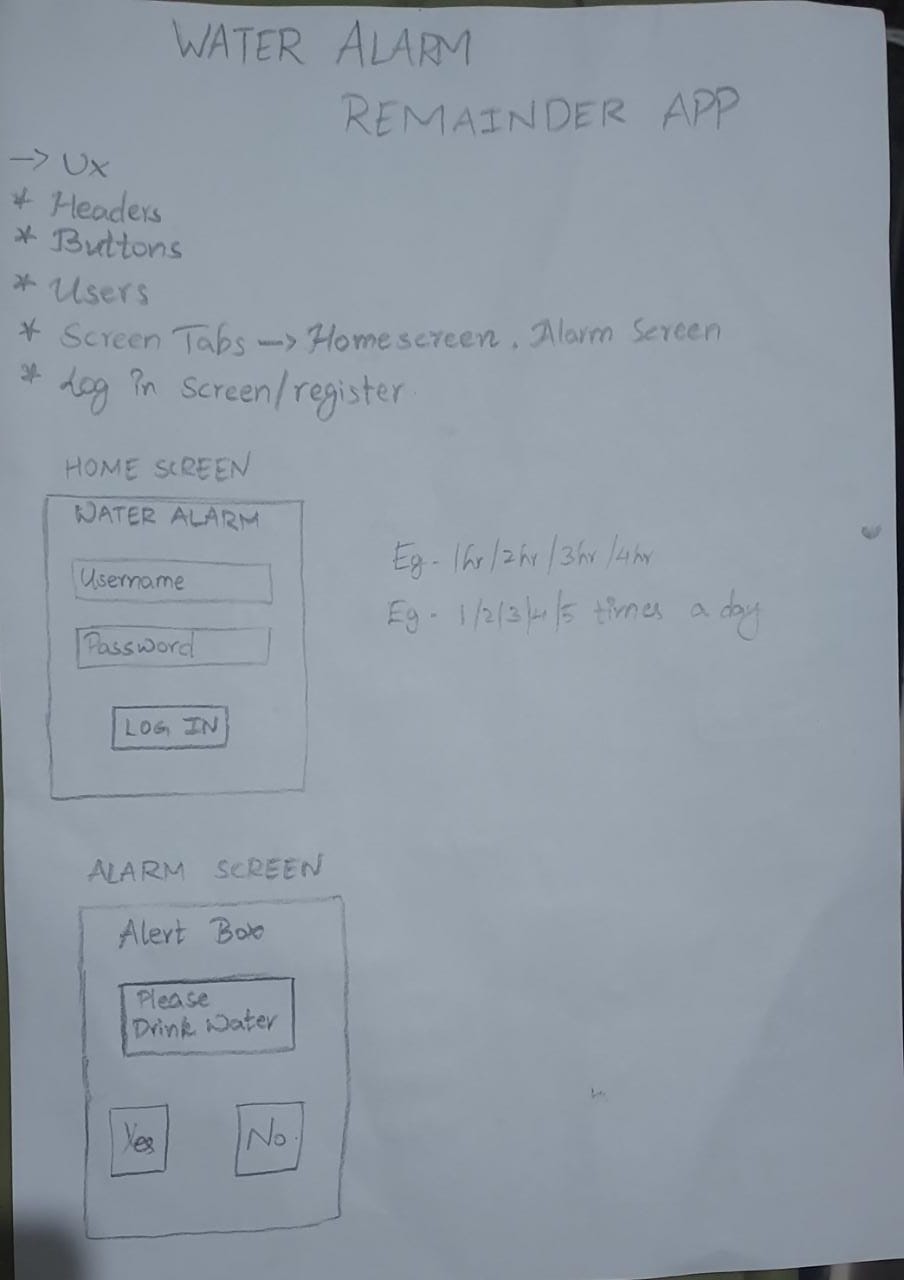 WATER ALARM
REMAINDER APP
→ Ux
* Headers
* Buttons
* Users
* Screen Tabs → Homescreen, Alarm Screen
* Log in screen/register.
HOME SCREEN
WATER ALARM
Username
Password
LOG IN
Eg - 1hr/2hr/3hr/4hr
Eg - 1/2/3/4/5 times a day
ALARM SCREEN
Alert Box
Please
Drink Water
Yes
No.